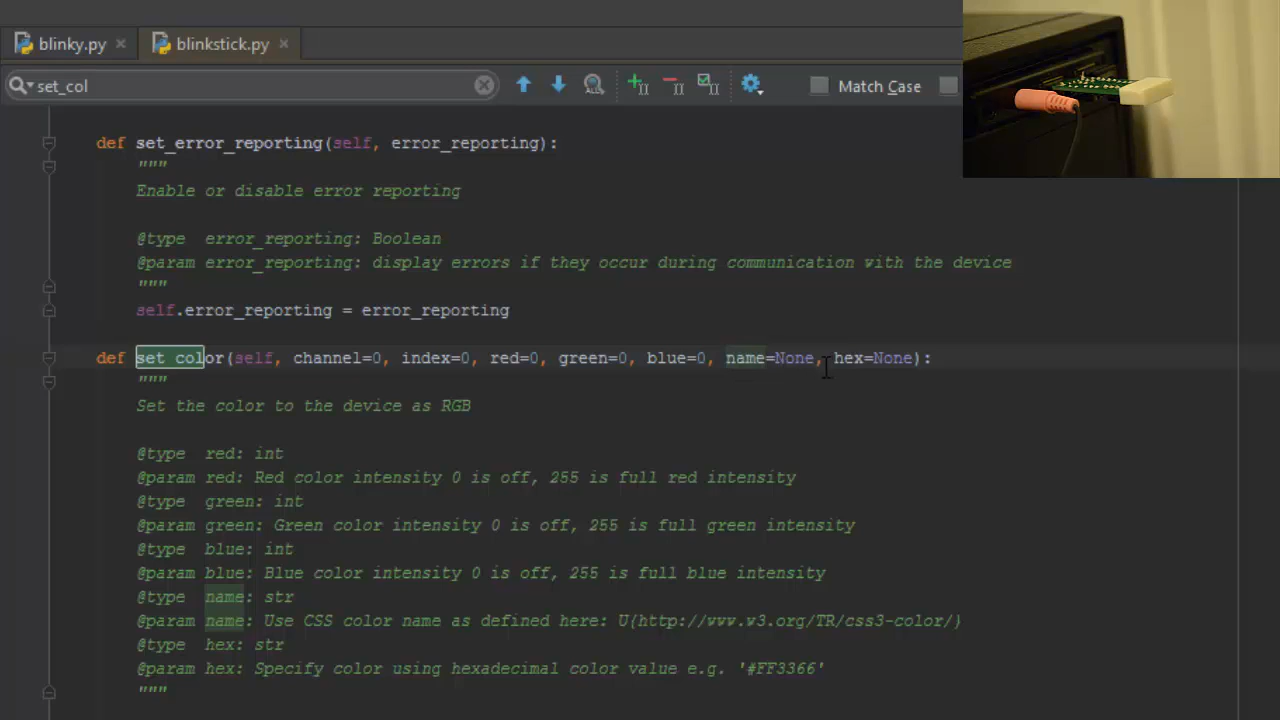 blinky.py
blinkstick.py
set_col
ALL
Match Case
def set_error_reporting(self, error_reporting):
"""
Enable or disable error reporting
@type error_reporting: Boolean
@param error_reporting: display errors if they occur during communication with the device
"""
self.error_reporting = error_reporting
def set_color(self, channel=0, index=0, red=0, green=0, blue=0, name=None, hex=None):
"""
Set the color to the device as RGB
@type red: int
@param red: Red color intensity 0 is off, 255 is full red intensity
@type green: int
@param green: Green color intensity 0 is off, 255 is full green intensity
@type blue: int
@param blue: Blue color intensity 0 is off, 255 is full blue intensity
@type name: str
@param name: Use CSS color name as defined here: U{http://www.w3.org/TR/css3-color/}
@type hex: str
@param hex: Specify color using hexadecimal color value e.g. '#FF3366'
"""